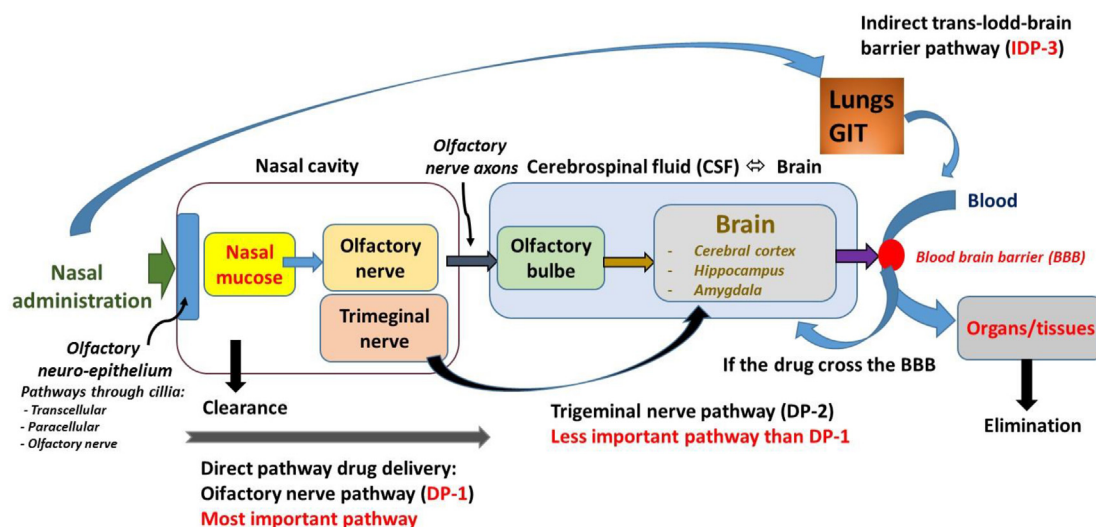 Indirect trans-lodd-brain
barrier pathway (IDP-3)
Lungs
GIT
Olfactory
nerve axons
Nasal cavity
Cerebrospinal fluid (CSF) ⇔ Brain
Blood
Nasal
mucose
Olfactory
nerve
Olfactory
bulbe
Brain
- Cerebral cortex
- Hippocampus
- Amygdala
Blood brain barrier (BBB)
Nasal
administration
Trimeginal
nerve
Organs/tissues
Olfactory
neuro-epithelium
Pathways through cillia:
- Transcellular
- Paracellular
- Olfactory nerve
Clearance
If the drug cross the BBB
Trigeminal nerve pathway (DP-2)
Less important pathway than DP-1
Elimination
Direct pathway drug delivery:
Oifactory nerve pathway (DP-1)
Most important pathway